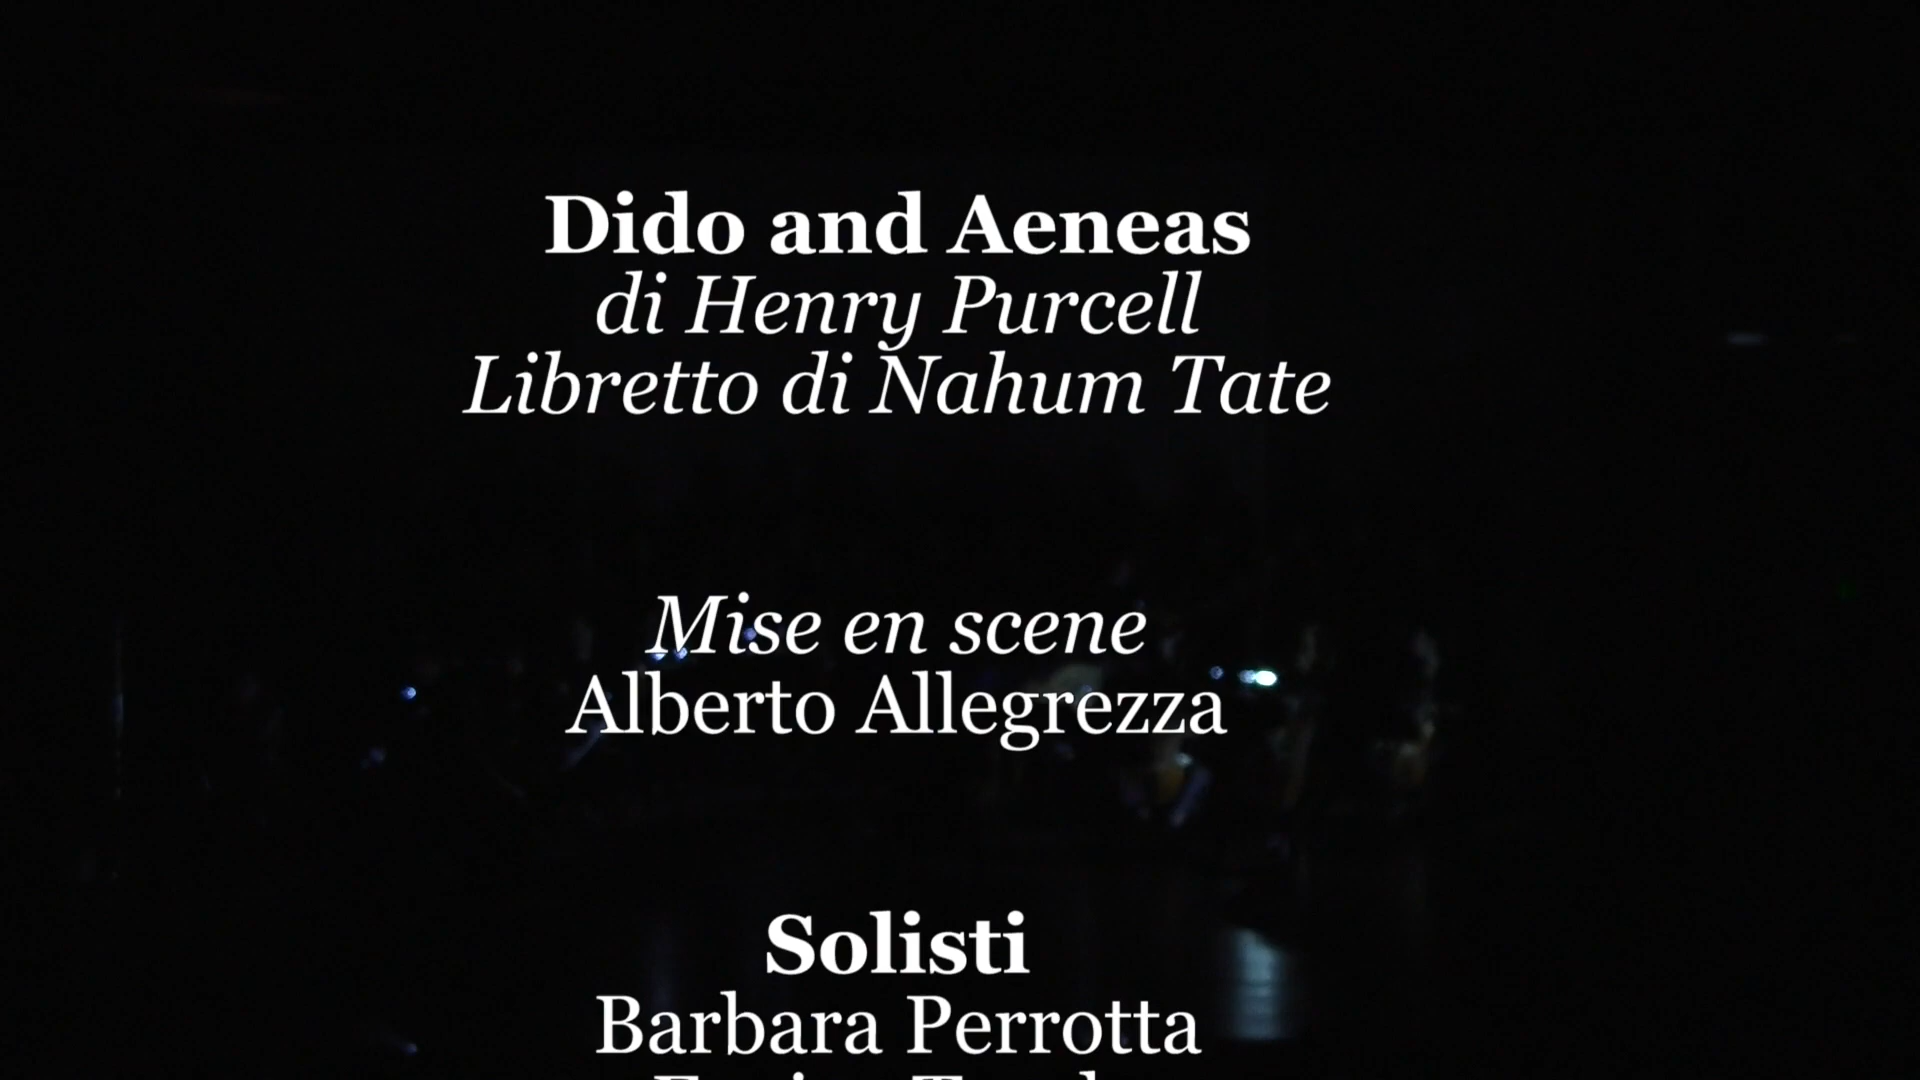 Dido and Aeneas
di Henry Purcell
Libretto di Nahum Tate
Mise en scene
Alberto Allegrezza
Solisti
Barbara Perrotta